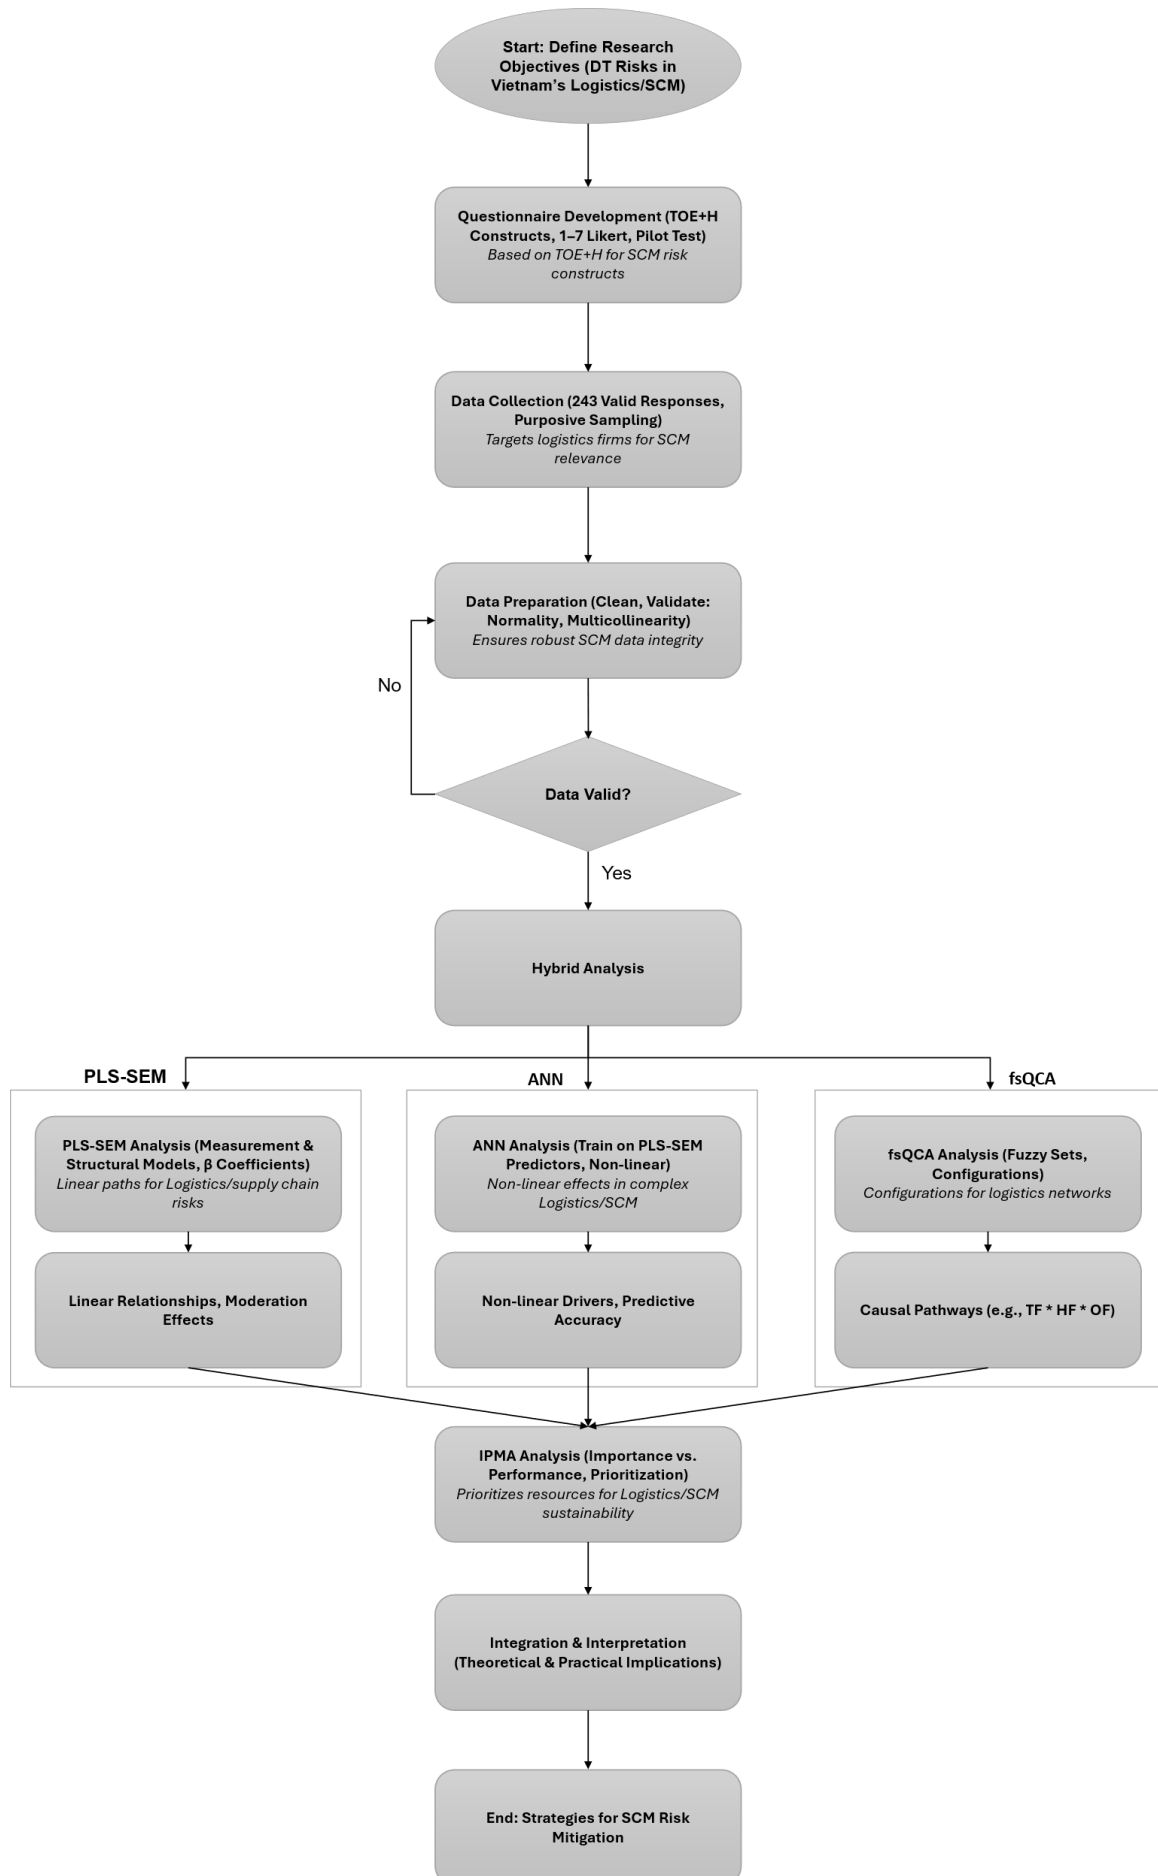 Start: Define Research
Objectives (DT Risks in
Vietnam's Logistics/SCM)
Questionnaire Development (TOE+H
Constructs, 1–7 Likert, Pilot Test)
Based on TOE+H for SCM risk
constructs
Data Collection (243 Valid Responses,
Purposive Sampling)
Targets logistics firms for SCM
relevance
Data Preparation (Clean, Validate:
Normality, Multicollinearity)
Ensures robust SCM data integrity
No
Data Valid?
Yes
Hybrid Analysis
PLS-SEM
PLS-SEM Analysis (Measurement &
Structural Models, β Coefficients)
Linear paths for Logistics/supply chain
risks
Linear Relationships, Moderation
Effects
ANN
ANN Analysis (Train on PLS-SEM
Predictors, Non-linear)
Non-linear effects in complex
Logistics/SCM
Non-linear Drivers, Predictive
Accuracy
fsQCA
fsQCA Analysis (Fuzzy Sets,
Configurations)
Configurations for logistics networks
Causal Pathways (e.g., TF * HF * OF)
IPMA Analysis (Importance vs.
Performance, Prioritization)
Prioritizes resources for Logistics/SCM
sustainability
Integration & Interpretation
(Theoretical & Practical Implications)
End: Strategies for SCM Risk
Mitigation